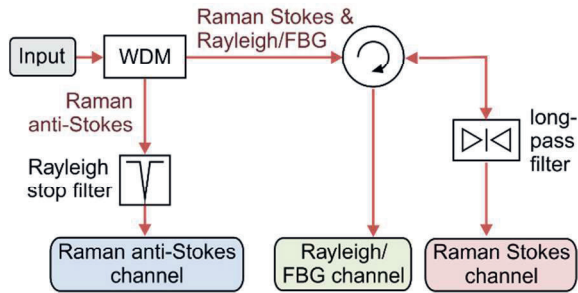 Input
WDM
Raman Stokes &
Rayleigh/FBG
Raman
anti-Stokes
Rayleigh
stop filter
long-
pass
filter
Raman anti-Stokes
channel
Rayleigh/
FBG channel
Raman Stokes
channel